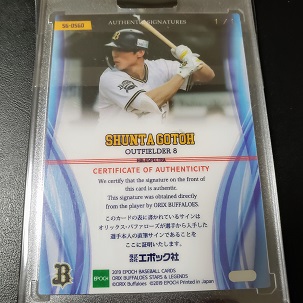 SG-OSGO
AUTHENTIC SIGNATURES
1 /
SHUNTA GOTOH
OUTFIELDER 8
CERTIFICATE OF AUTHENTICITY
We certify that the signature on the front of
this card is authentic.
This signature was obtained directly
from the player by ORIX BUFFALOES.
このカードの表に書かれているサインは
オリックス・バファローズが選手から入手した
選手本人の直筆サインであることを
ここに証明いたします。
株式会社エポック社
B
EPOCH
2019 EPOCH BASEBALL CARDS
ORIX BUFFALOES STARS & LEGENDS
©ORIX Buffaloes ©2019 EPOCH Printed in Japan